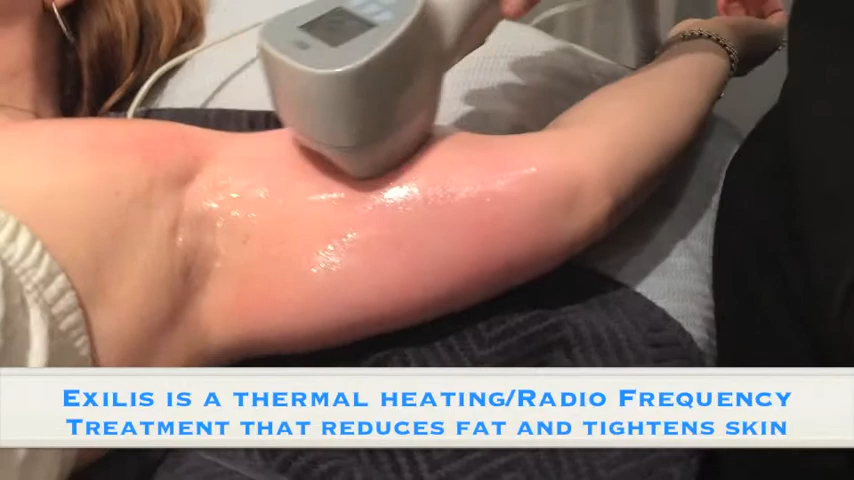 Exilis is a thermal heating/Radio Frequency
Treatment that reduces fat and tightens skin